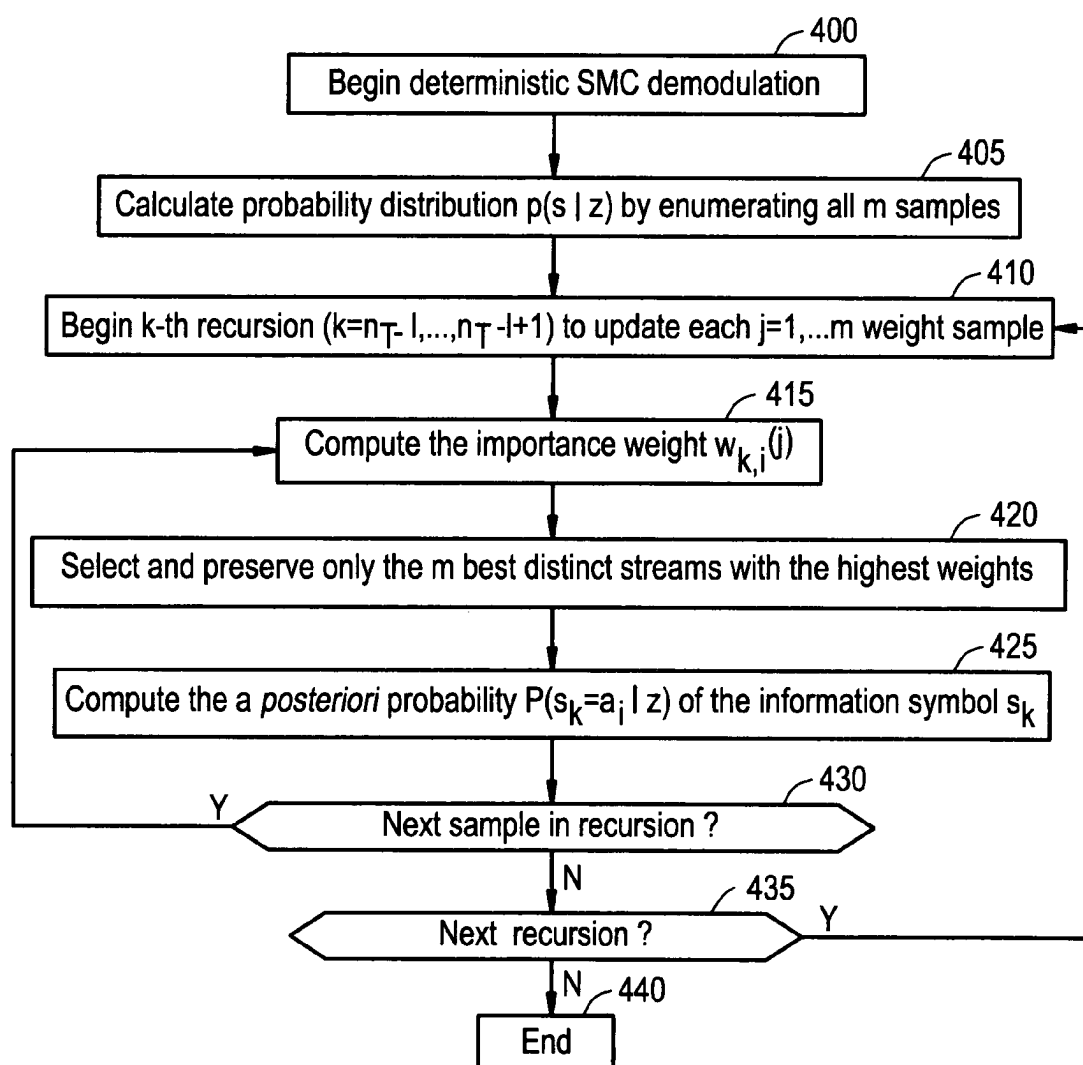 400
Begin deterministic SMC demodulation
405
Calculate probability distribution p(s | z) by enumerating all m samples
410
Begin k-th recursion (k=nT- l,...,nT -l+1) to update each j=1,...m weight sample
415
Compute the importance weight wk,i(j)
420
Select and preserve only the m best distinct streams with the highest weights
425
Compute the a posteriori probability P(sk=ai | z) of the information symbol sk
430
Y
Next sample in recursion ?
N
435
Next recursion ?
Y
N
440
End